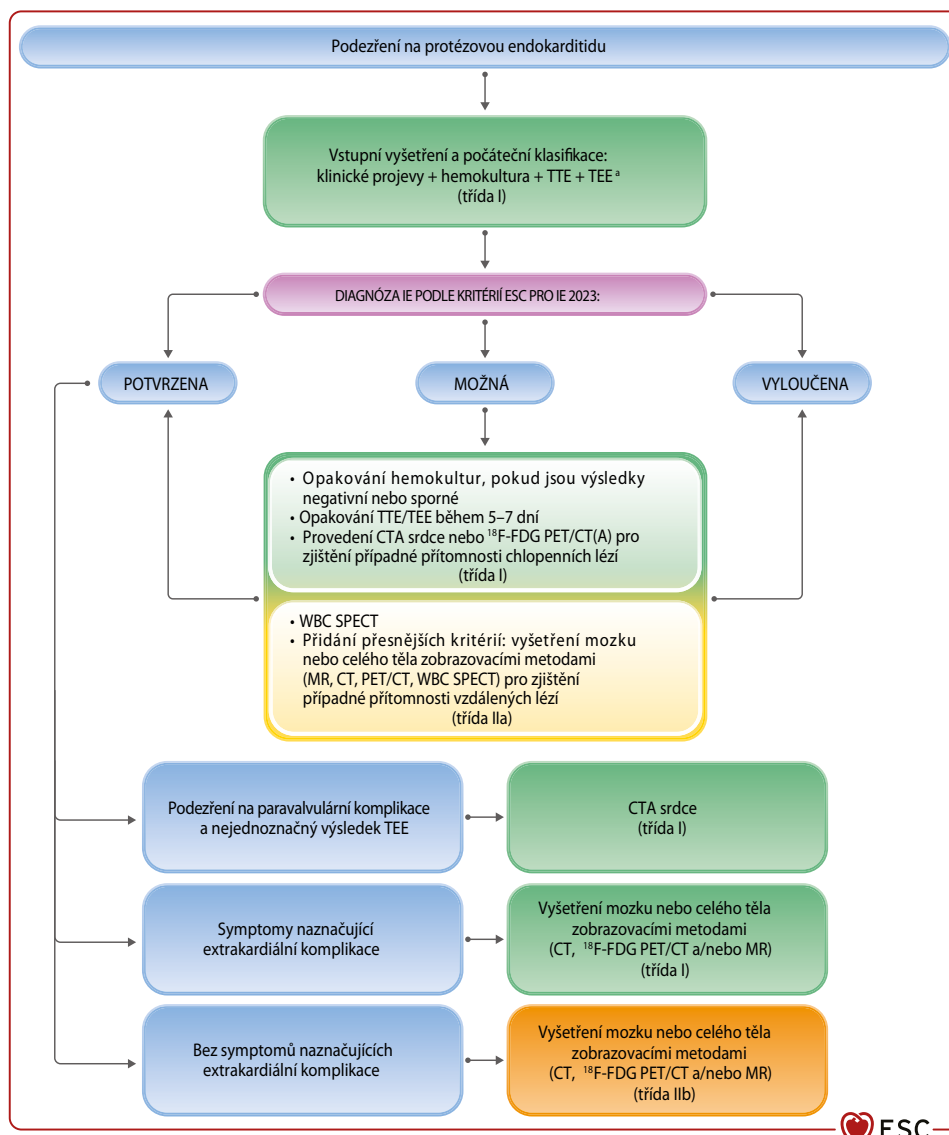 Podezření na protézovou endokarditidu
Vstupní vyšetření a počáteční klasifikace:
klinické projevy + hemokultura + TTE + TEE ᵃ
(třída I)
DIAGNÓZA IE PODLE KRITÉRIÍ ESC PRO IE 2023:
POTVRZENA
MOŽNÁ
VYLOUČENA
• Opakování hemokultur, pokud jsou výsledky
negativní nebo sporné
• Opakování TTE/TEE během 5–7 dní
• Provedení CTA srdce nebo ¹⁸F-FDG PET/CT(A) pro
zjištění případné přítomnosti chlopenních lézí
(třída I)
• WBC SPECT
• Přidání přesnějších kritérií: vyšetření mozku
nebo celého těla zobrazovacími metodami
(MR, CT, PET/CT, WBC SPECT) pro zjištění
případné přítomnosti vzdálených lézí
(třída IIa)
Podezření na paravalvulární komplikace
a nejednoznačný výsledek TEE
CTA srdce
(třída I)
Symptomy naznačující
extrakardiální komplikace
Vyšetření mozku nebo celého těla
zobrazovacími metodami
(CT, ¹⁸F-FDG PET/CT a/nebo MR)
(třída I)
Bez symptomů naznačujících
extrakardiální komplikace
Vyšetření mozku nebo celého těla
zobrazovacími metodami
(CT, ¹⁸F-FDG PET/CT a/nebo MR)
(třída IIb)
ESC